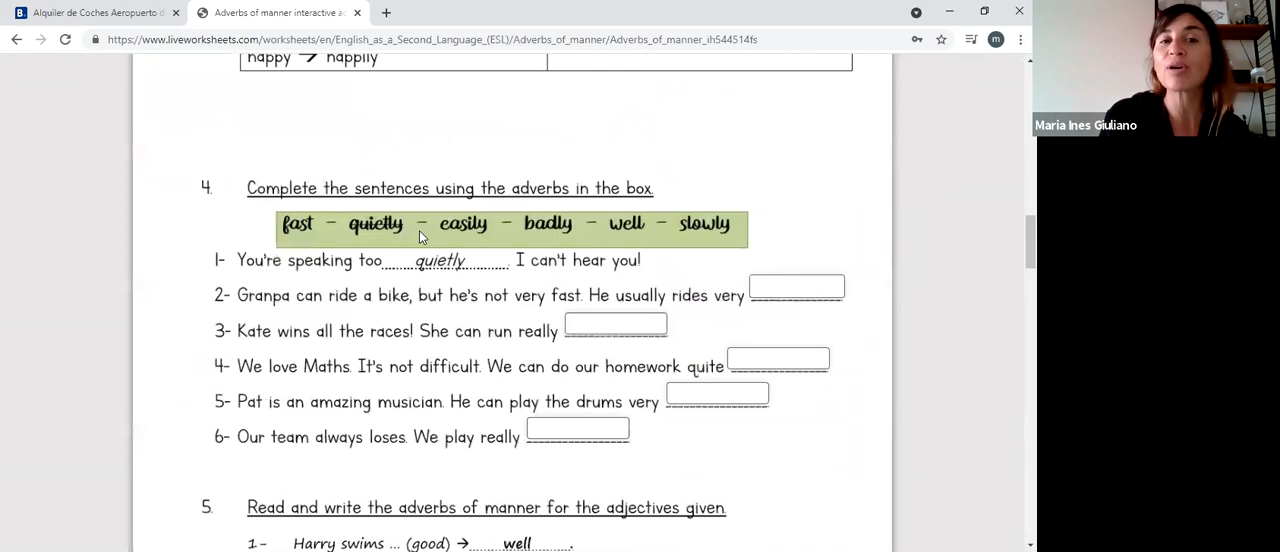 Alquiler de Coches Aeropuerto d
Adverbs of manner interactive ac
https://www.liveworksheets.com/worksheets/en/English_as_a_Second_Language_(ESL)/Adverbs_of_manner/Adverbs_of_manner_ih544514fs
happy → happily
4. Complete the sentences using the adverbs in the box.
fast - quietly - easily - badly - well - slowly
1- You're speaking too quietly. I can't hear you!
2- Granpa can ride a bike, but he's not very fast. He usually rides very
3- Kate wins all the races! She can run really
4- We love Maths. It's not difficult. We can do our homework quite
5- Pat is an amazing musician. He can play the drums very
6- Our team always loses. We play really
5. Read and write the adverbs of manner for the adjectives given.
1- Harry swims ... (good) → well.
Maria Ines Giuliano